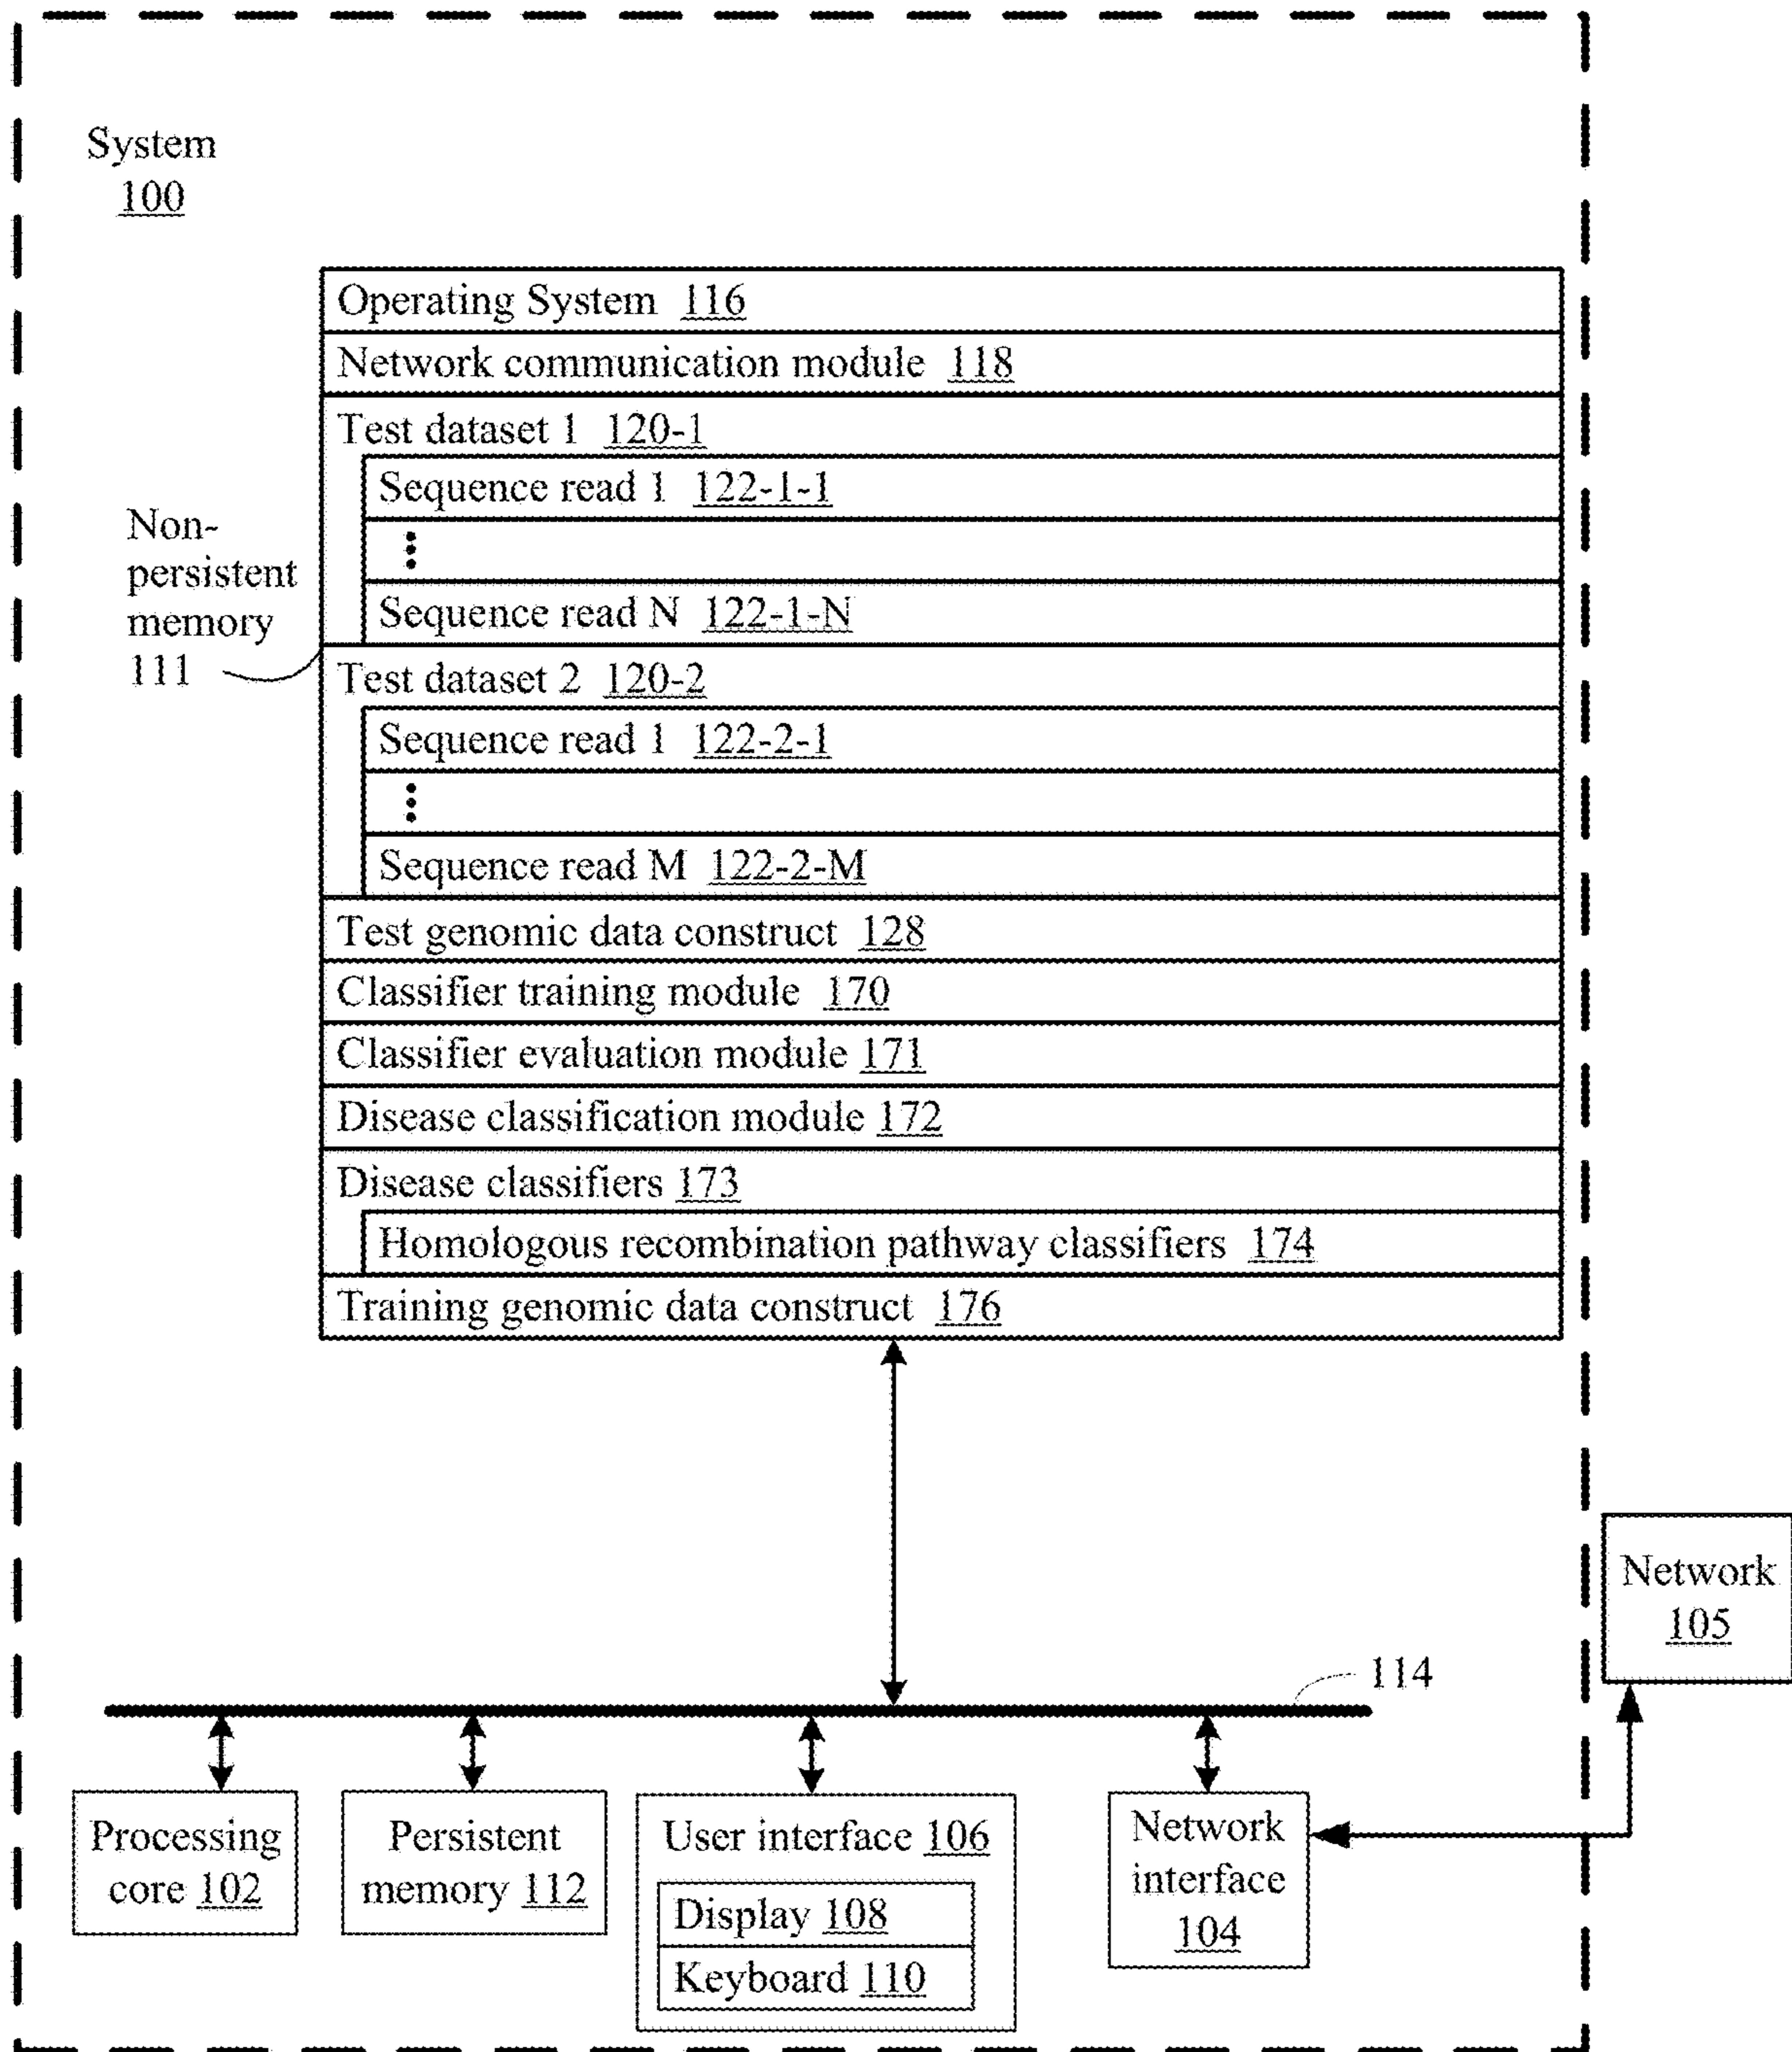 System
100
Operating System 116
Network communication module 118
Test dataset 1 120-1
Sequence read 1 122-1-1
Sequence read N 122-1-N
Non-
persistent
memory
111
Test dataset 2 120-2
Sequence read 1 122-2-1
Sequence read M 122-2-M
Test genomic data construct 128
Classifier training module 170
Classifier evaluation module 171
Disease classification module 172
Disease classifiers 173
Homologous recombination pathway classifiers 174
Training genomic data construct 176
Network
105
114
Processing
core 102
Persistent
memory 112
User interface 106
Display 108
Keyboard 110
Network
interface
104